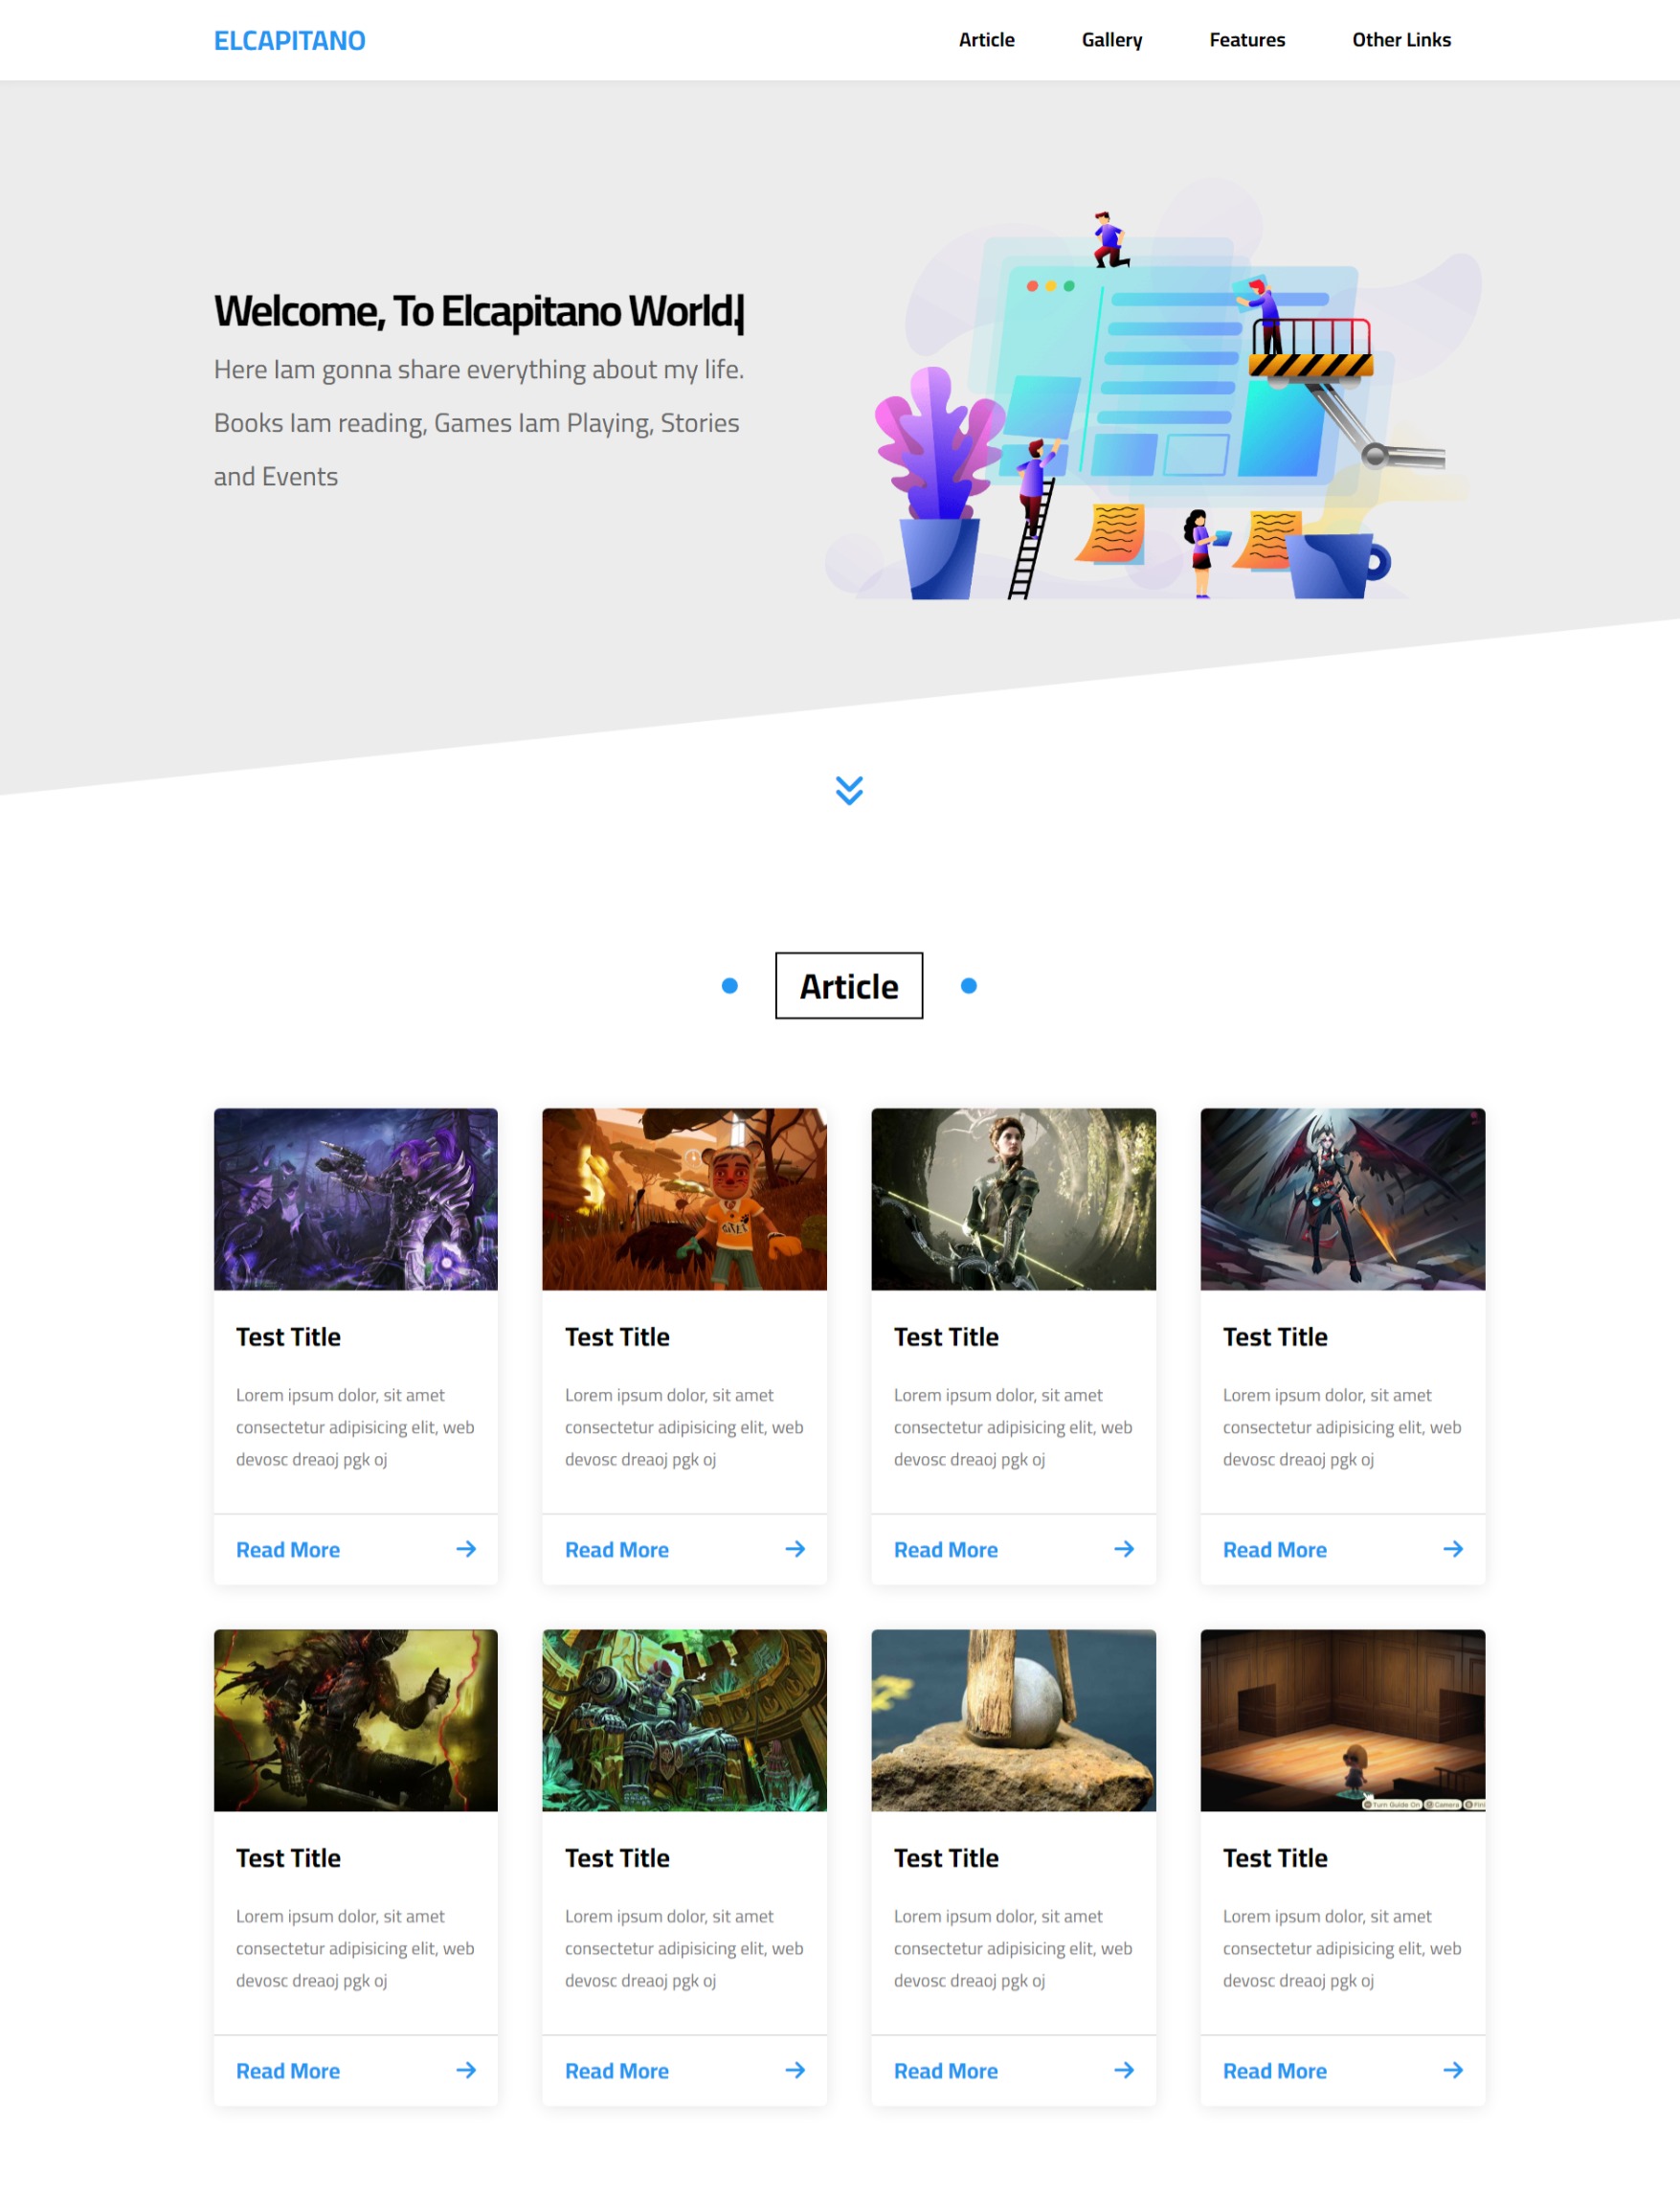 ELCAPITANO
Article
Gallery
Features
Other Links
Welcome, To Elcapitano World.
Here Iam gonna share everything about my life.
Books Iam reading, Games Iam Playing, Stories
and Events
Article
Test Title
Lorem ipsum dolor, sit amet
consectetur adipisicing elit, web
devosc dreaoj pgk oj
Read More
Test Title
Lorem ipsum dolor, sit amet
consectetur adipisicing elit, web
devosc dreaoj pgk oj
Read More
Test Title
Lorem ipsum dolor, sit amet
consectetur adipisicing elit, web
devosc dreaoj pgk oj
Read More
Test Title
Lorem ipsum dolor, sit amet
consectetur adipisicing elit, web
devosc dreaoj pgk oj
Read More
Test Title
Lorem ipsum dolor, sit amet
consectetur adipisicing elit, web
devosc dreaoj pgk oj
Read More
Test Title
Lorem ipsum dolor, sit amet
consectetur adipisicing elit, web
devosc dreaoj pgk oj
Read More
Test Title
Lorem ipsum dolor, sit amet
consectetur adipisicing elit, web
devosc dreaoj pgk oj
Read More
Turn Guide On Camera
Test Title
Lorem ipsum dolor, sit amet
consectetur adipisicing elit, web
devosc dreaoj pgk oj
Read More